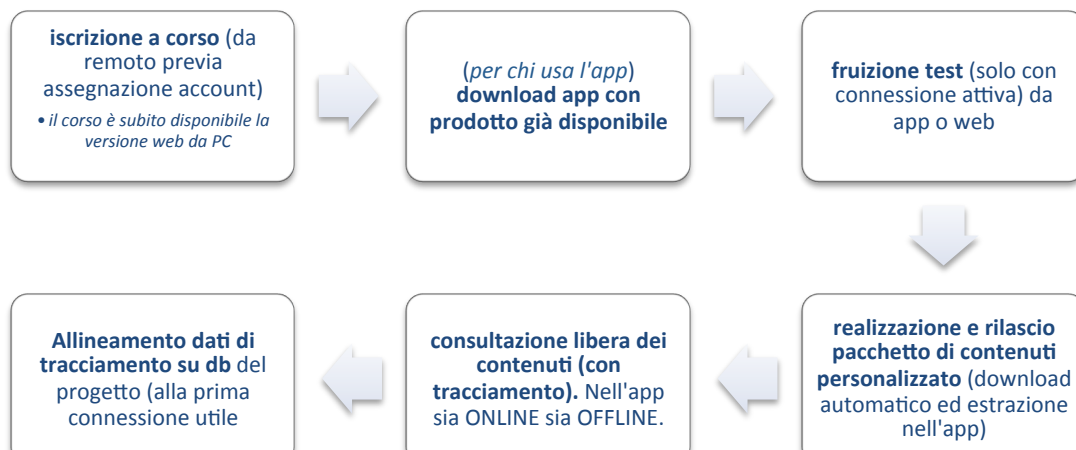 iscrizione a corso (da
remoto previa
assegnazione account)
• il corso è subito disponibile la
versione web da PC
(per chi usa l'app)
download app con
prodotto già disponibile
fruizione test (solo con
connessione attiva) da
app o web
realizzazione e rilascio
pacchetto di contenuti
personalizzato (download
automatico ed estrazione
nell'app)
consultazione libera dei
contenuti (con
tracciamento). Nell'app
sia ONLINE sia OFFLINE.
Allineamento dati di
tracciamento su db del
progetto (alla prima
connessione utile